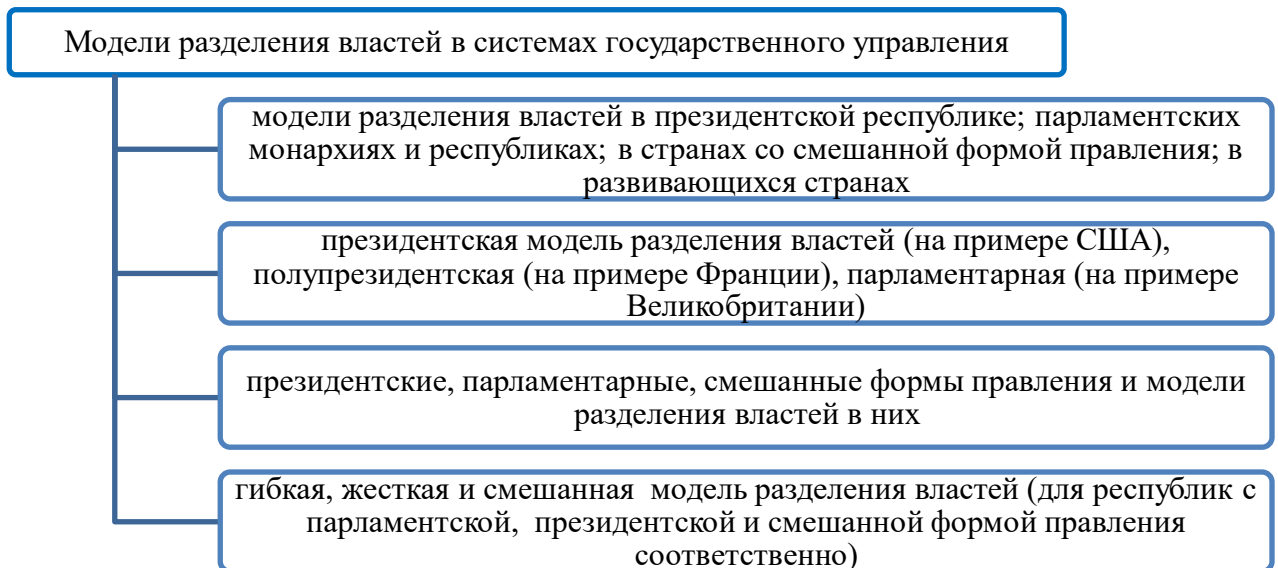 Модели разделения властей в системах государственного управления
модели разделения властей в президентской республике; парламентских
монархиях и республиках; в странах со смешанной формой правления; в
развивающихся странах
президентская модель разделения властей (на примере США),
полупрезидентская (на примере Франции), парламентарная (на примере
Великобритании)
президентские, парламентарные, смешанные формы правления и модели
разделения властей в них
гибкая, жесткая и смешанная модель разделения властей (для республик с
парламентской, президентской и смешанной формой правления
соответственно)